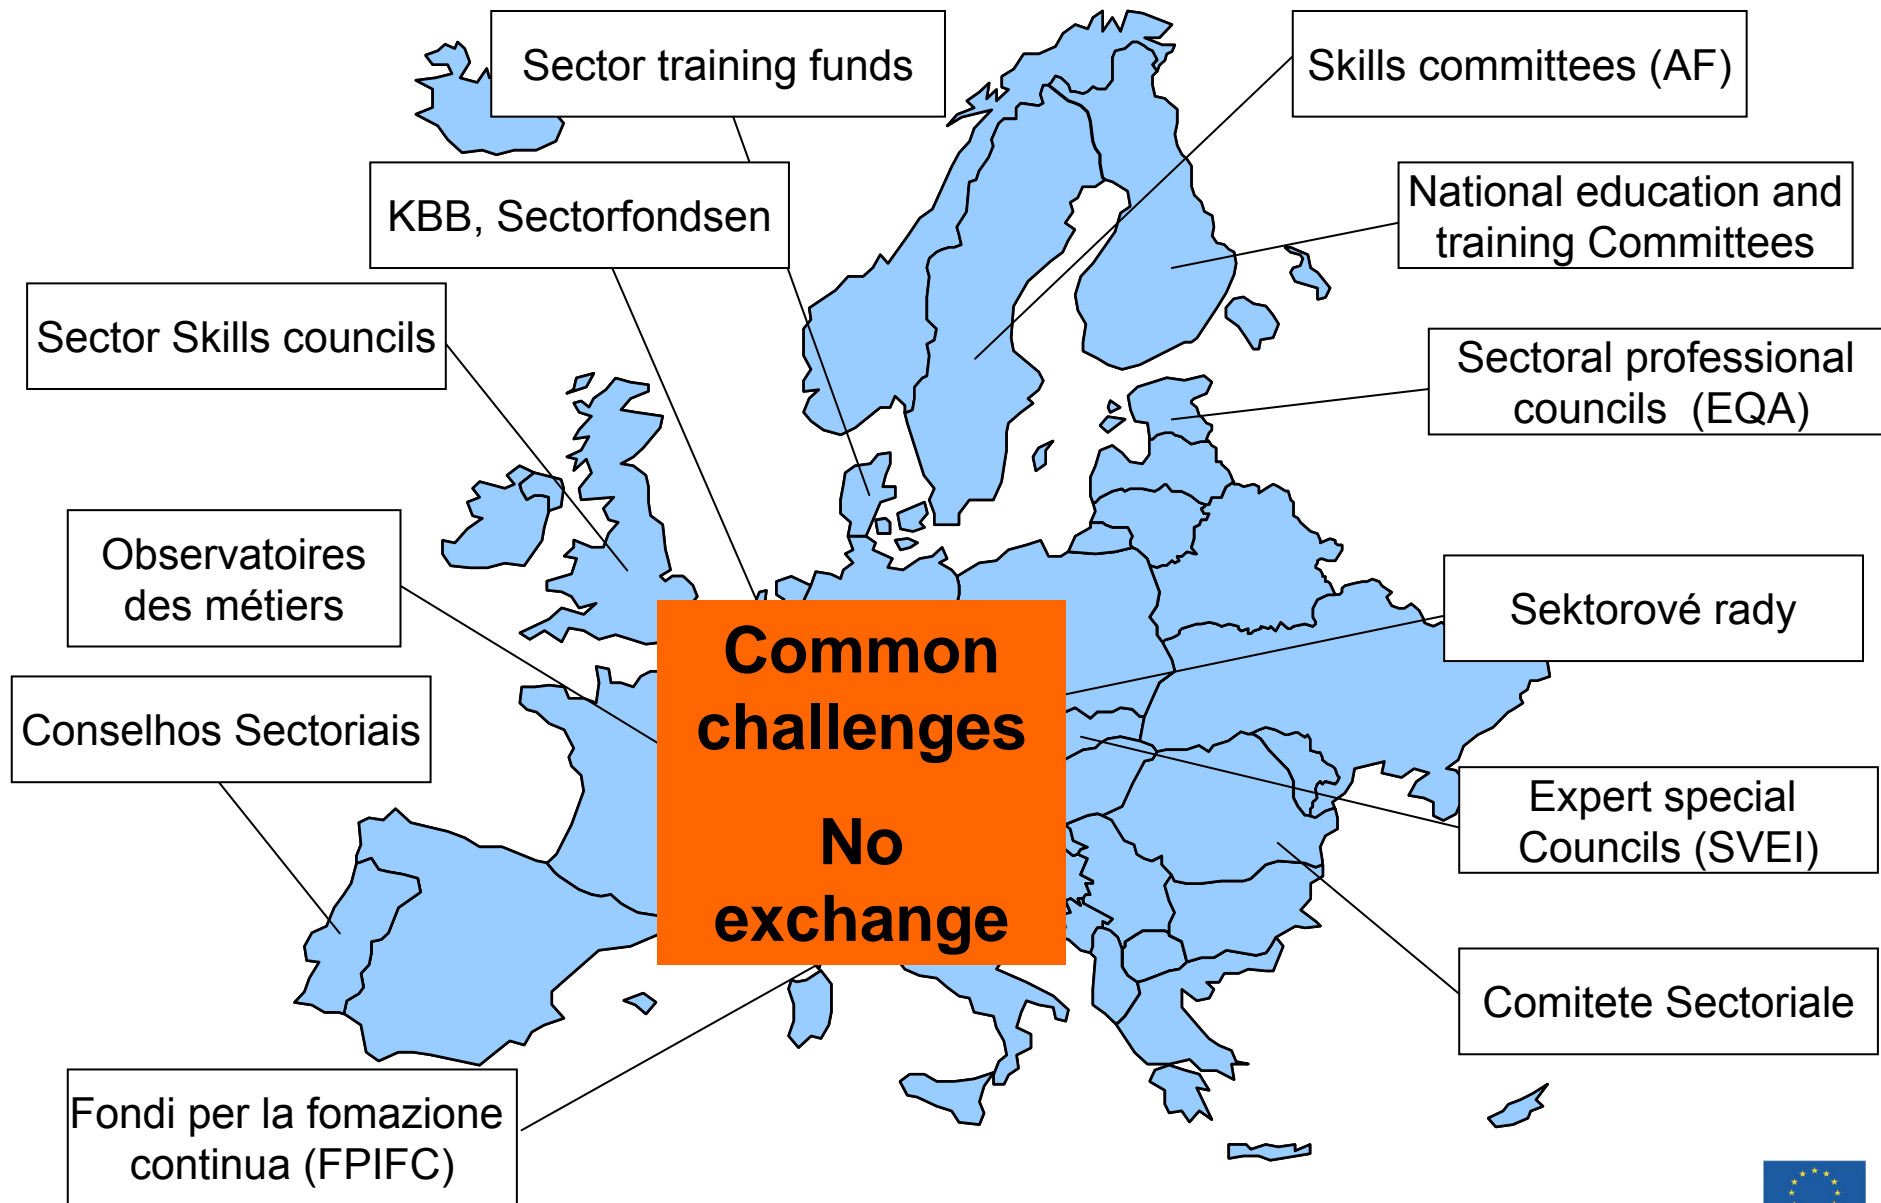 Sector training funds
Skills committees (AF)
KBB, Sectorfondsen
National education and
training Committees
Sector Skills councils
Sectoral professional
councils (EQA)
Observatoires
des métiers
Sektorové rady
Common
challenges
No
exchange
Conselhos Sectoriais
Expert special
Councils (SVEI)
Comitete Sectoriale
Fondi per la fomazione
continua (FPIFC)